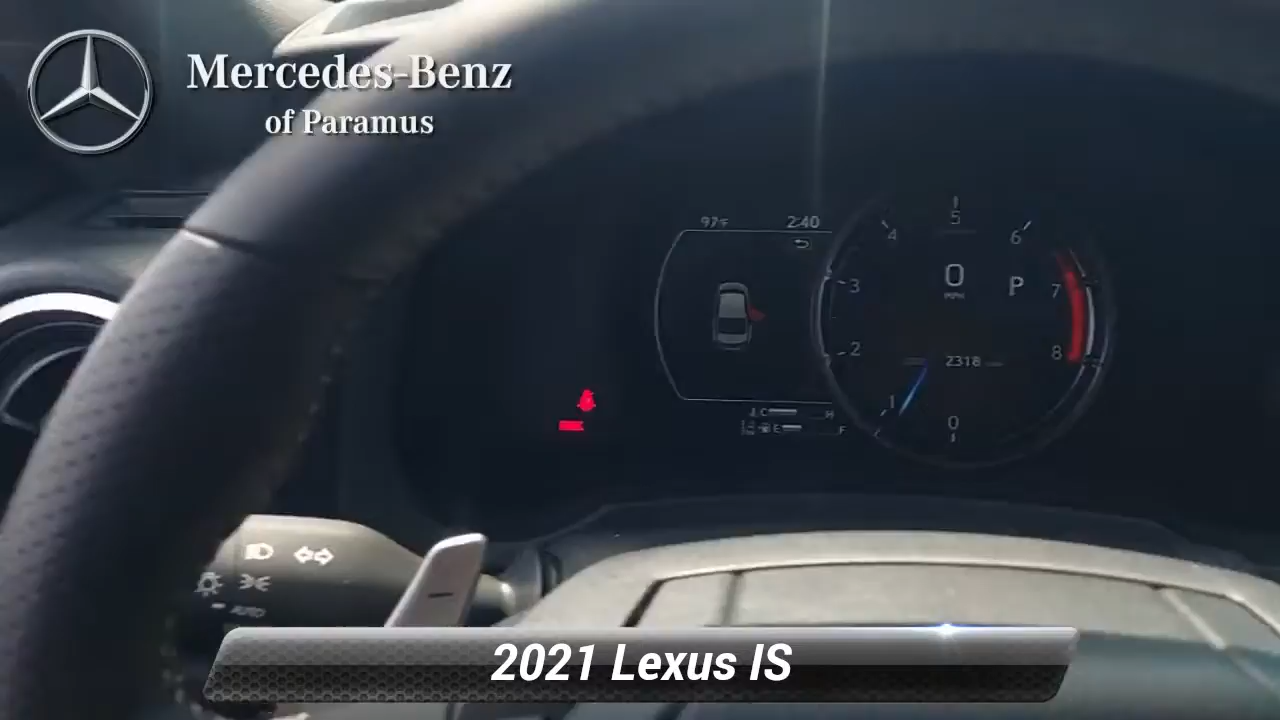 Mercedes-Benz
of Paramus
97°F 2:40
5
4 6
0 P
MPH
3 7
2 8
2318
1 0
C H
E F
AUTO
2021 Lexus IS